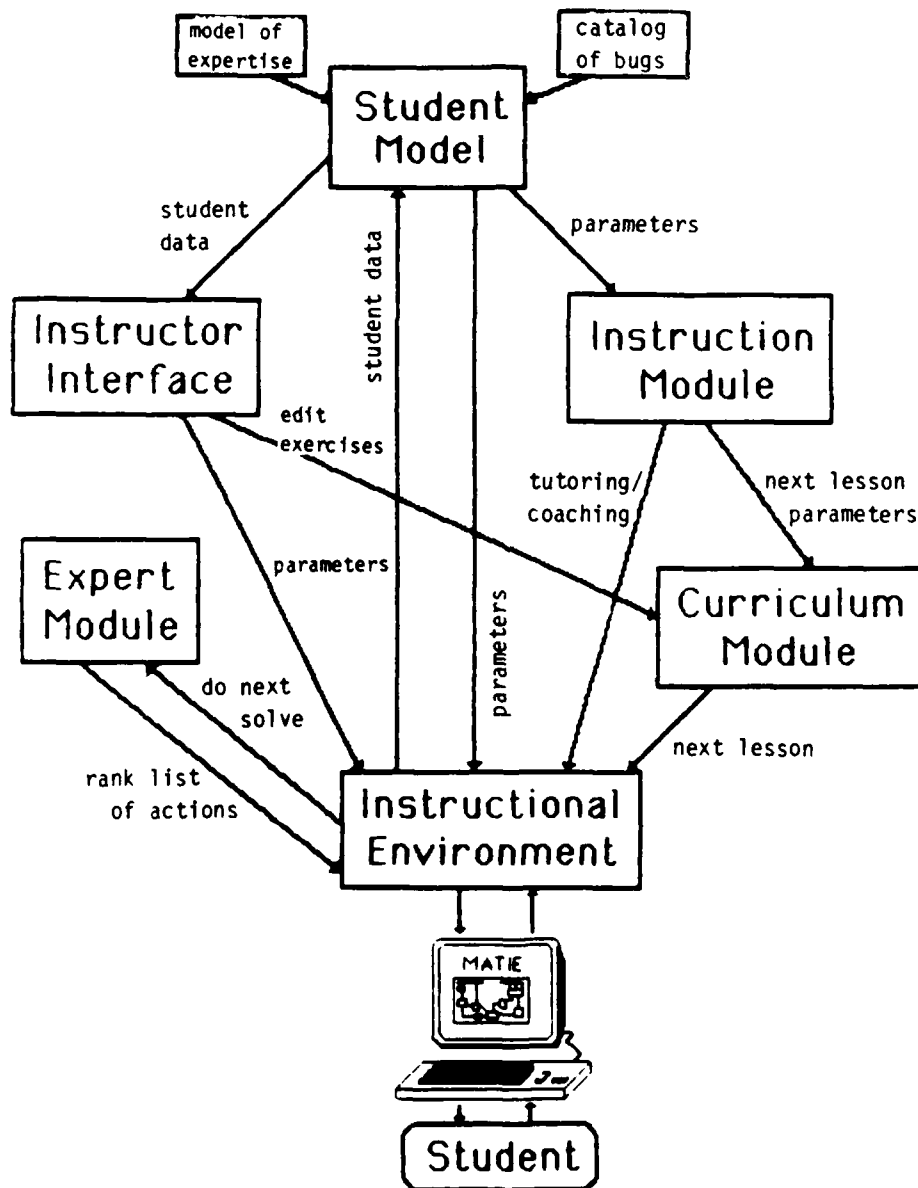 model of
expertise
catalog
of bugs
Student
Model
student
data
student data
parameters
Instructor
Interface
Instruction
Module
edit
exercises
tutoring/
coaching
next lesson
parameters
Expert
Module
parameters
parameters
Curriculum
Module
do next
solve
next lesson
rank list
of actions
Instructional
Environment
MATIE
Student